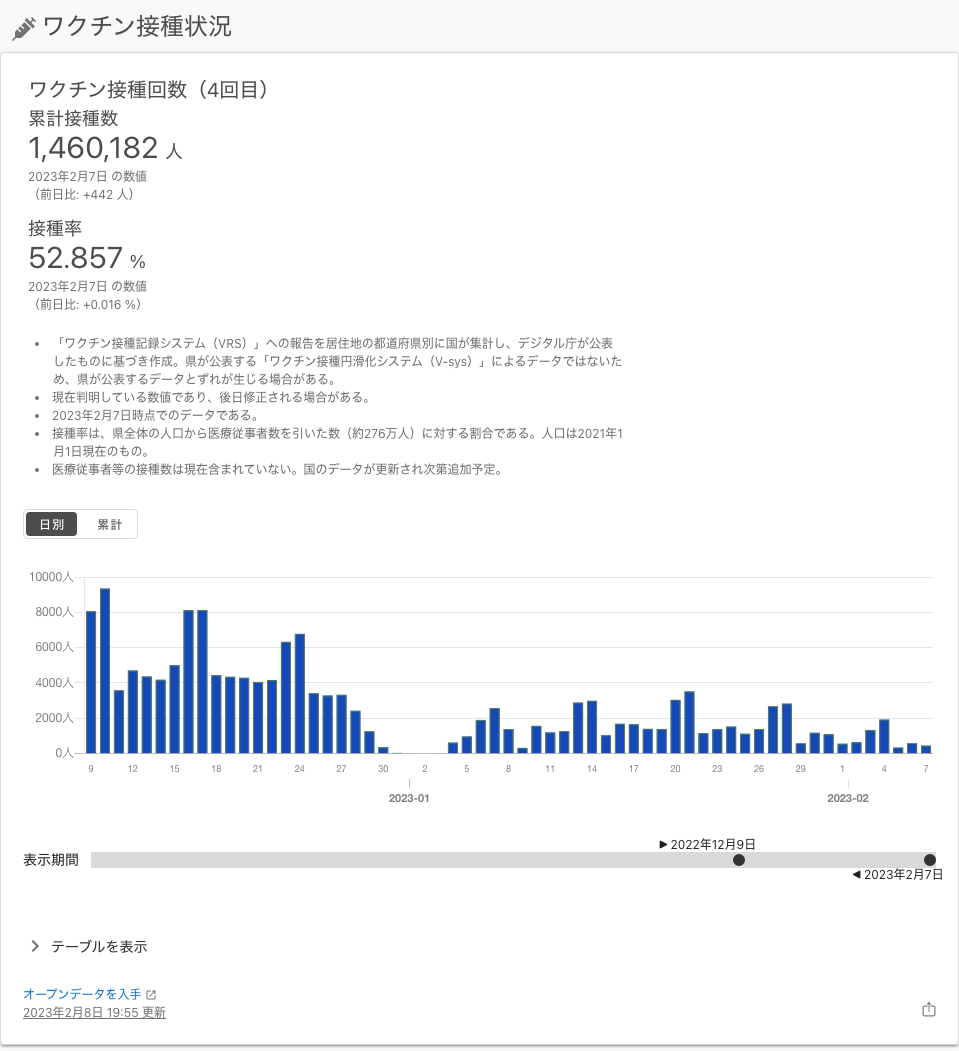 ワクチン接種状況
ワクチン接種回数（4回目）
累計接種数
1,460,182 人
2023年2月7日 の数値
（前日比: +442 人）
接種率
52.857 %
2023年2月7日 の数値
（前日比: +0.016 %）
• 「ワクチン接種記録システム（VRS）」への報告を居住地の都道府県別に国が集計し、デジタル庁が公表
したものに基づき作成。県が公表する「ワクチン接種円滑化システム（V-sys）」によるデータではないた
め、県が公表するデータとずれが生じる場合がある。
• 現在判明している数値であり、後日修正される場合がある。
• 2023年2月7日時点でのデータである。
• 接種率は、県全体の人口から医療従事者数を引いた数（約276万人）に対する割合である。人口は2021年1
月1日現在のもの。
• 医療従事者等の接種数は現在含まれていない。国のデータが更新され次第追加予定。
日別 累計
10000人
8000人
6000人
4000人
2000人
0人
9 12 15 18 21 24 27 30 2 5 8 11 14 17 20 23 26 29 1 4 7
2023-01 2023-02
▶ 2022年12月9日
表示期間
◀ 2023年2月7日
テーブルを表示
オープンデータを入手
2023年2月8日 19:55 更新